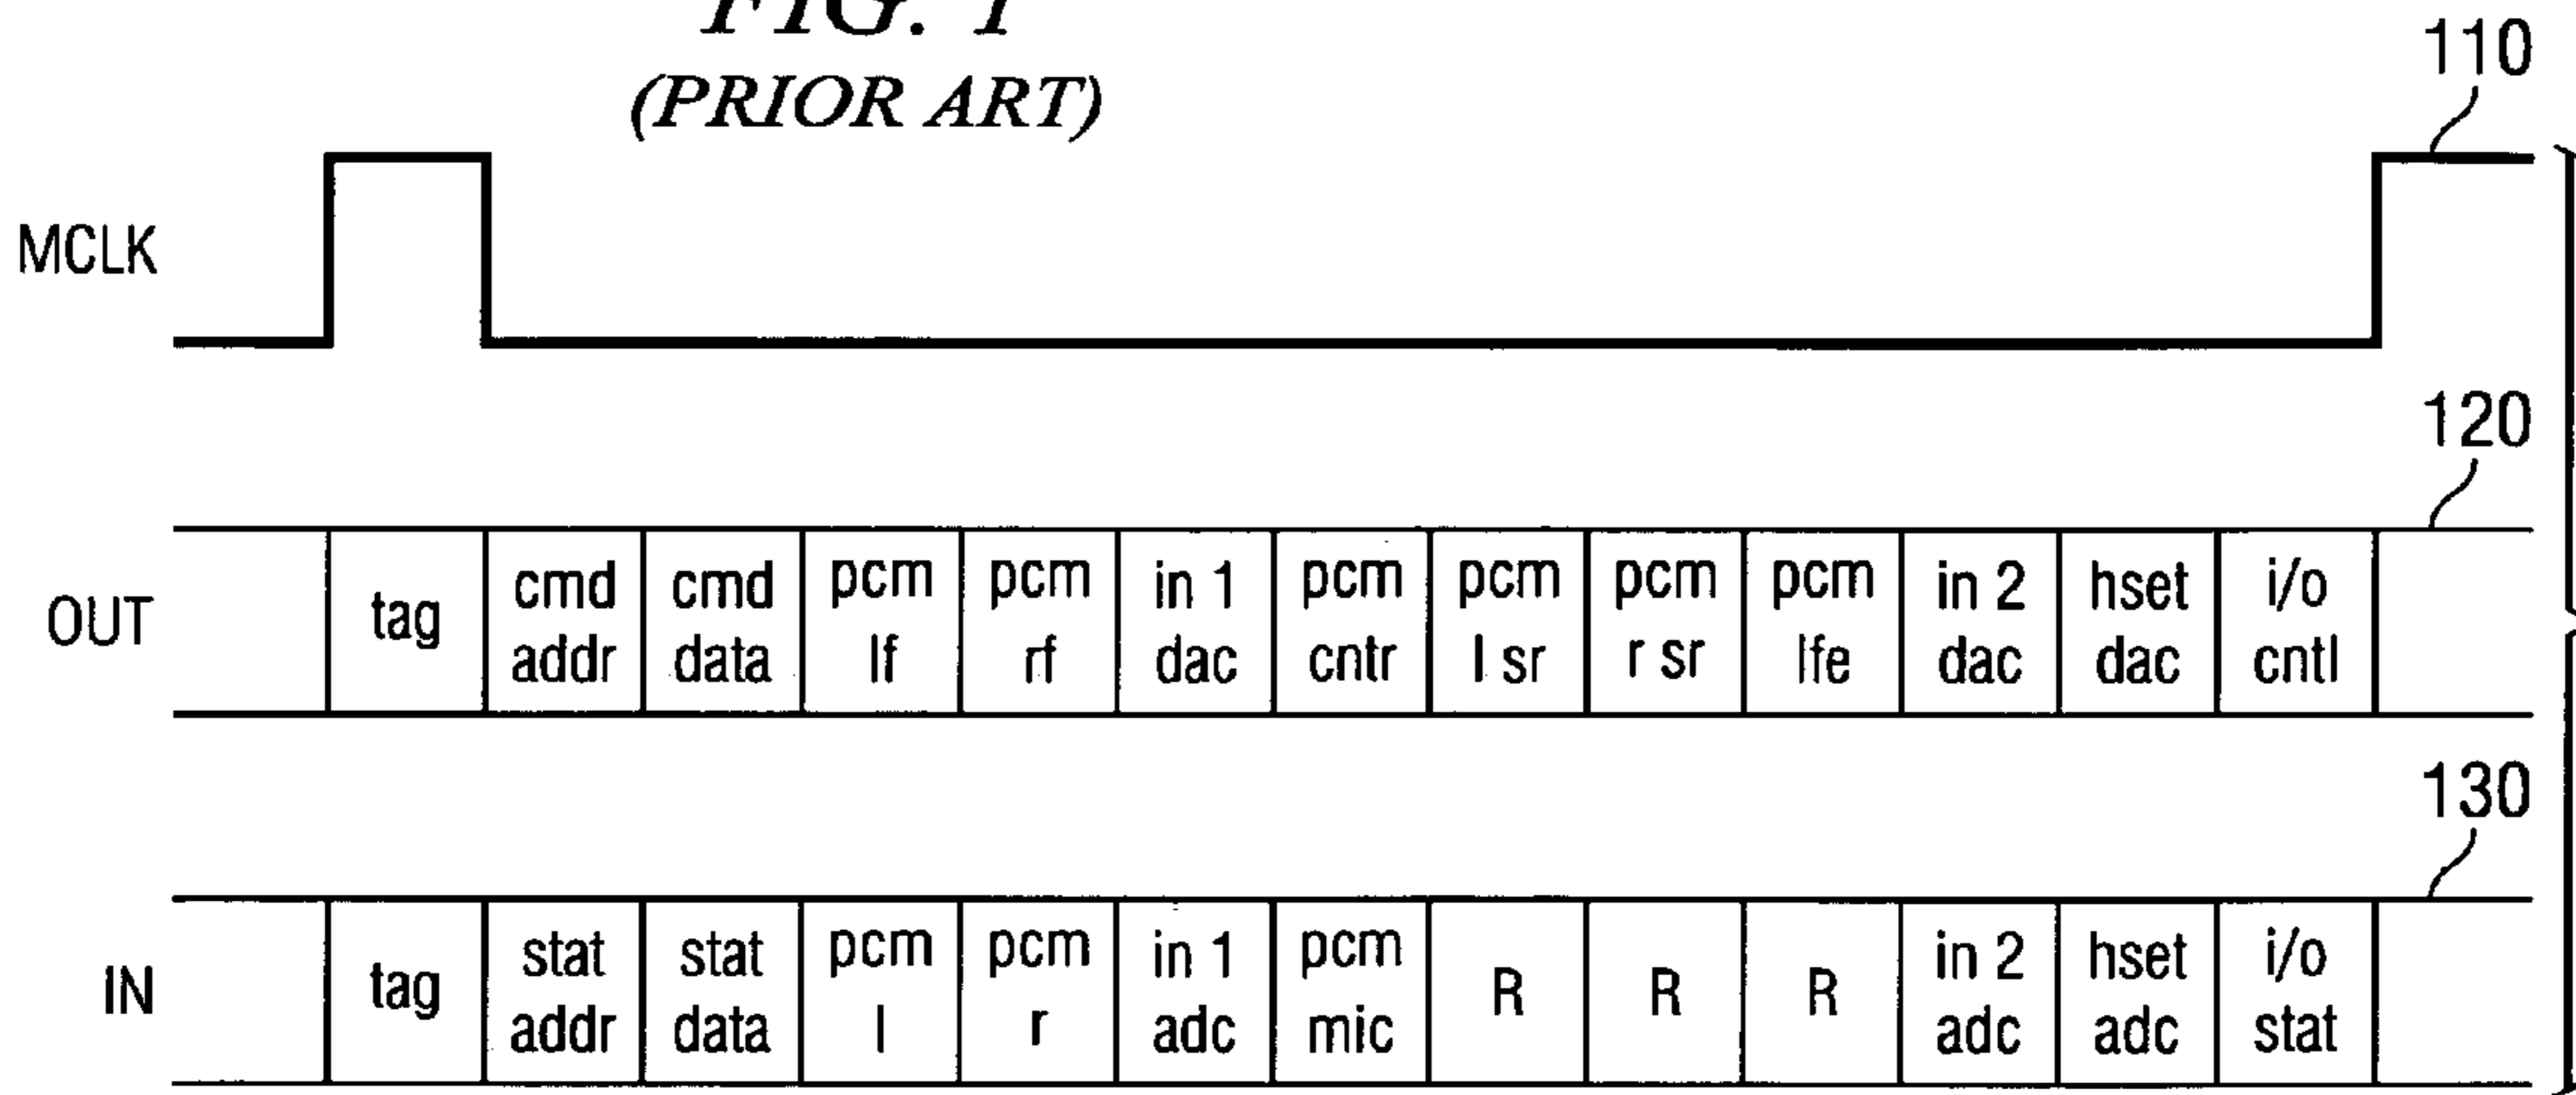 FIG. 1
(PRIOR ART)
110
MCLK
120
OUT
tag
cmd
addr
cmd
data
pcm
lf
pcm
rf
in 1
dac
pcm
cntr
pcm
l sr
pcm
r sr
pcm
lfe
in 2
dac
hset
dac
i/o
cntl
130
IN
tag
stat
addr
stat
data
pcm
l
pcm
r
in 1
adc
pcm
mic
R
R
R
in 2
adc
hset
adc
i/o
stat